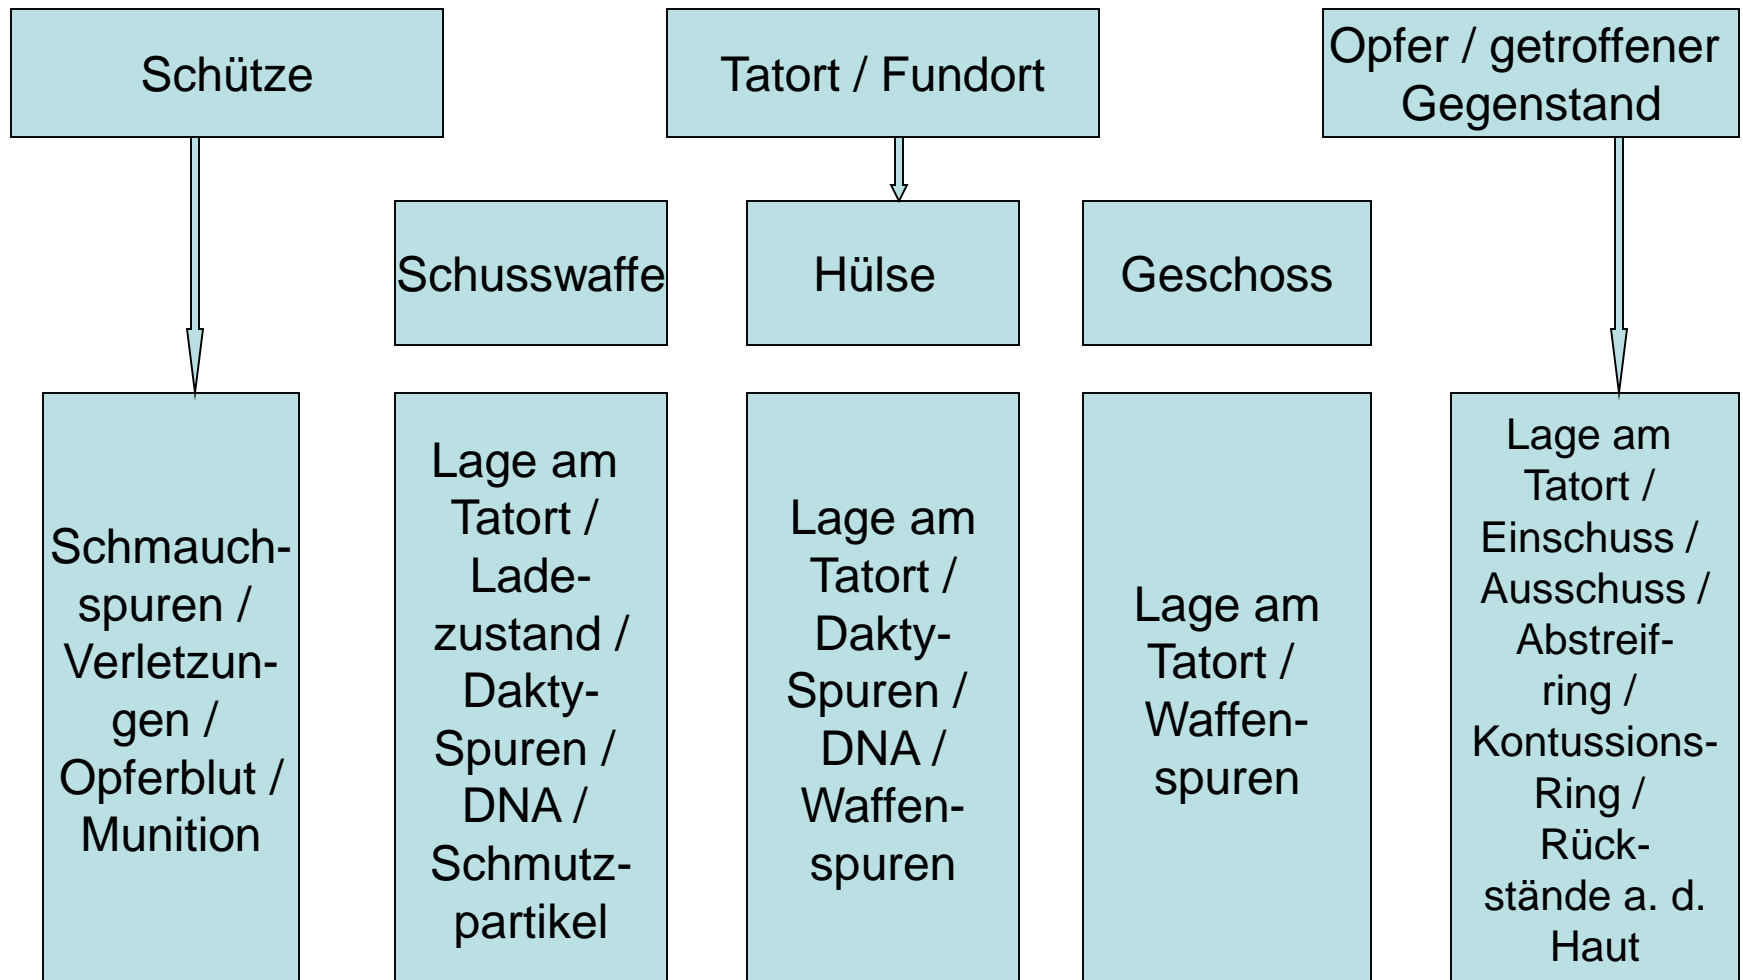 Schütze
Tatort / Fundort
Opfer / getroffener
Gegenstand
Schusswaffe
Hülse
Geschoss
Schmauch-
spuren /
Verletzun-
gen /
Opferblut /
Munition
Lage am
Tatort /
Lade-
zustand /
Dakty-
Spuren /
DNA /
Schmutz-
partikel
Lage am
Tatort /
Dakty-
Spuren /
DNA /
Waffen-
spuren
Lage am
Tatort /
Waffen-
spuren
Lage am
Tatort /
Einschuss /
Ausschuss /
Abstreif-
ring /
Kontussions-
Ring /
Rück-
stände a. d.
Haut